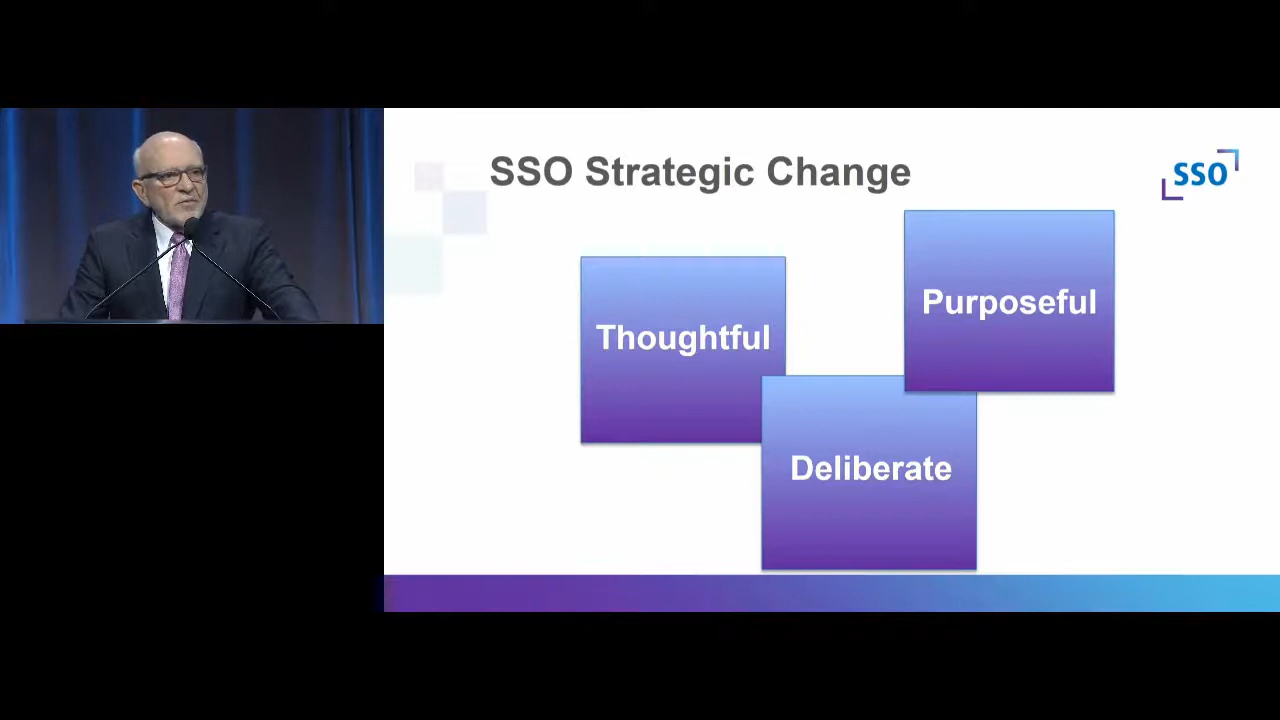 SSO Strategic Change
SSO
Purposeful
Thoughtful
Deliberate